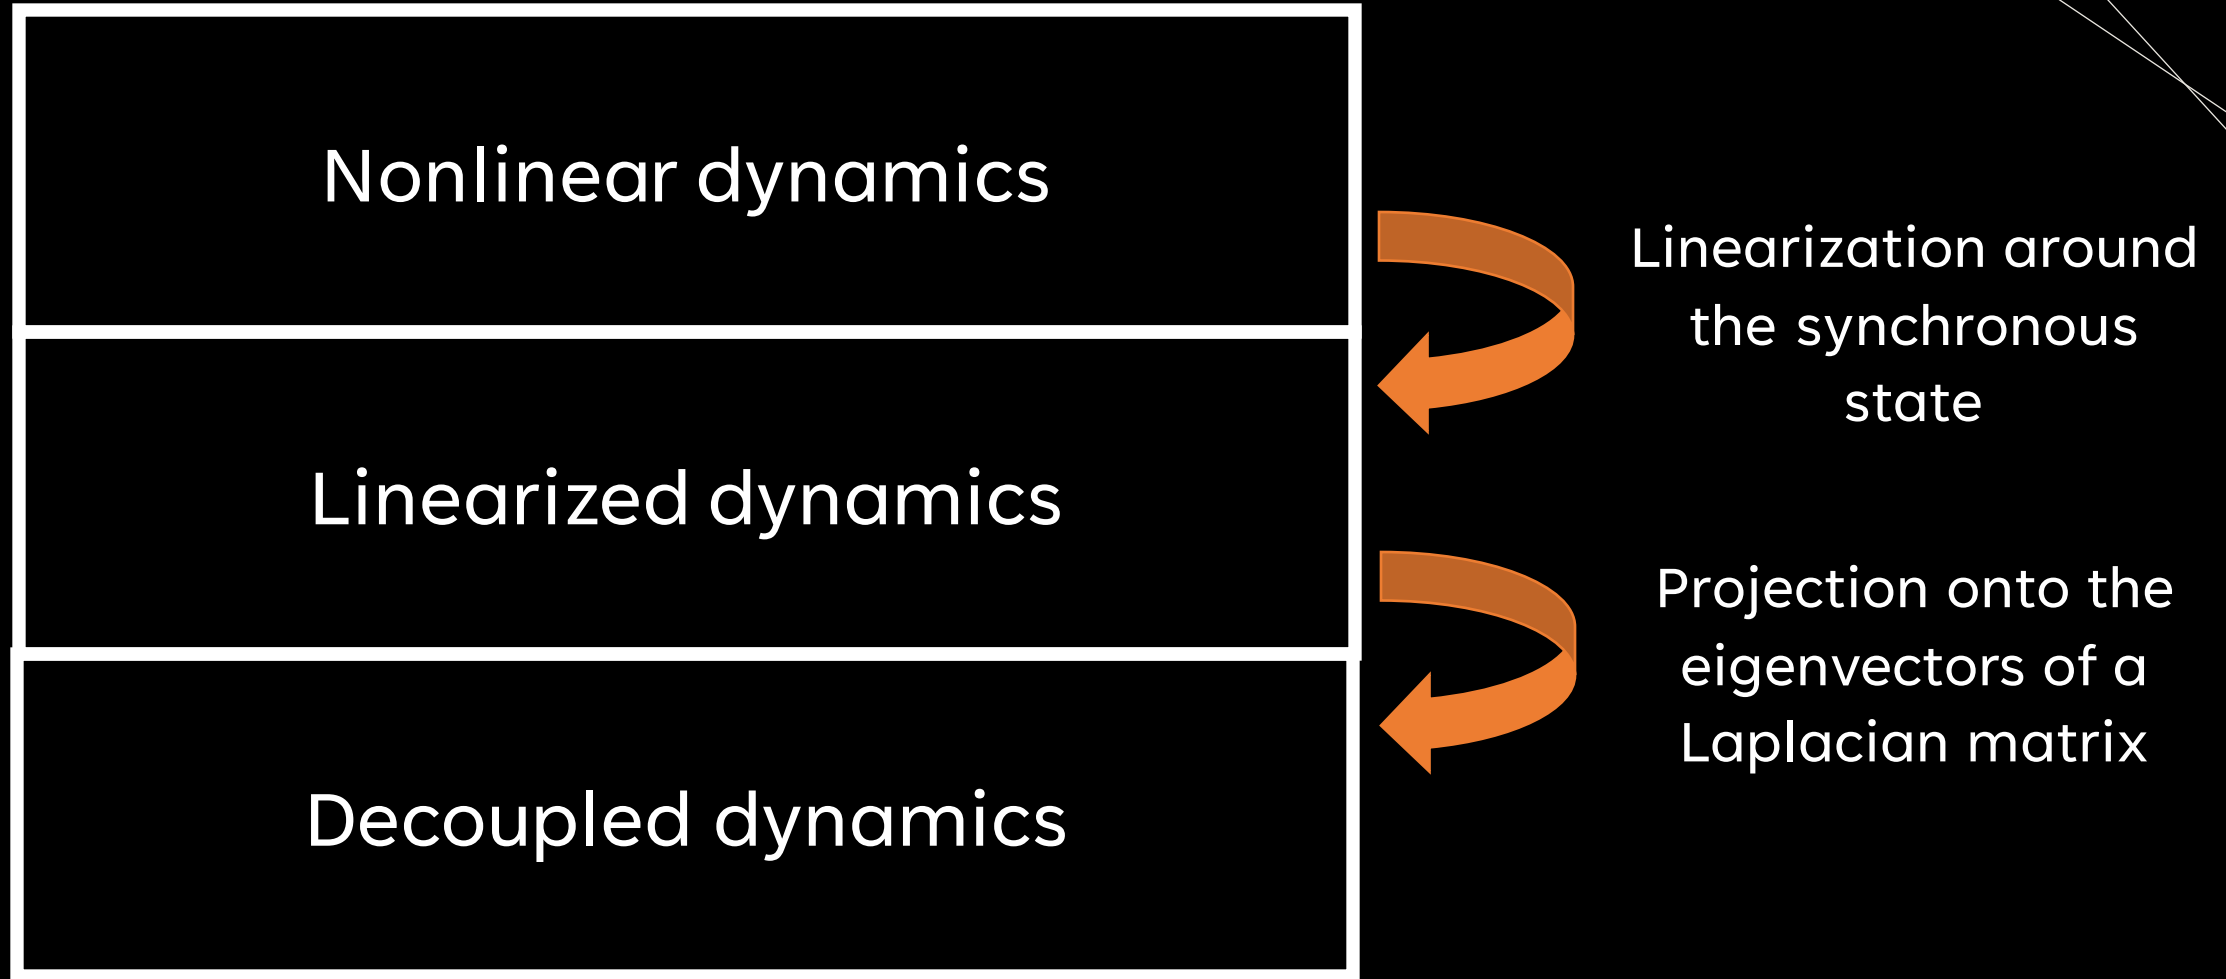 Nonlinear dynamics
Linearization around
the synchronous
state
Linearized dynamics
Projection onto the
eigenvectors of a
Laplacian matrix
Decoupled dynamics